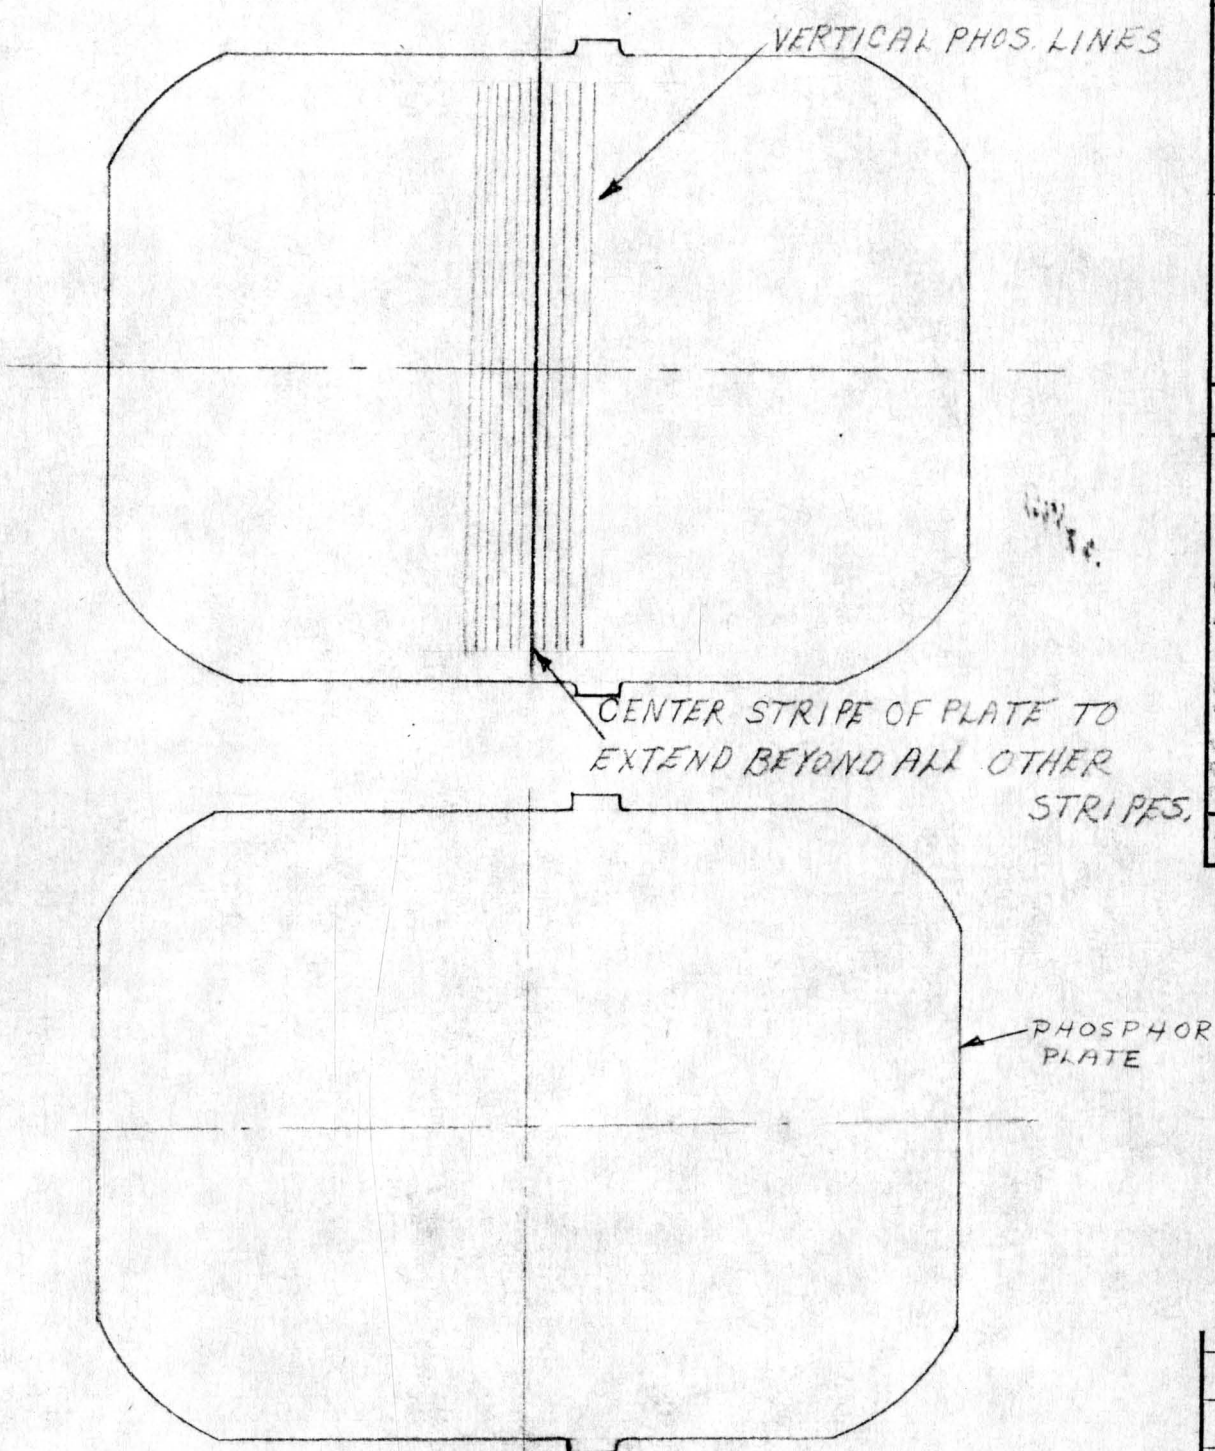 VERTICAL PHOS. LINES
CENTER STRIPE OF PLATE TO
EXTEND BEYOND ALL OTHER
STRIPES.
PHOSPHOR
PLATE